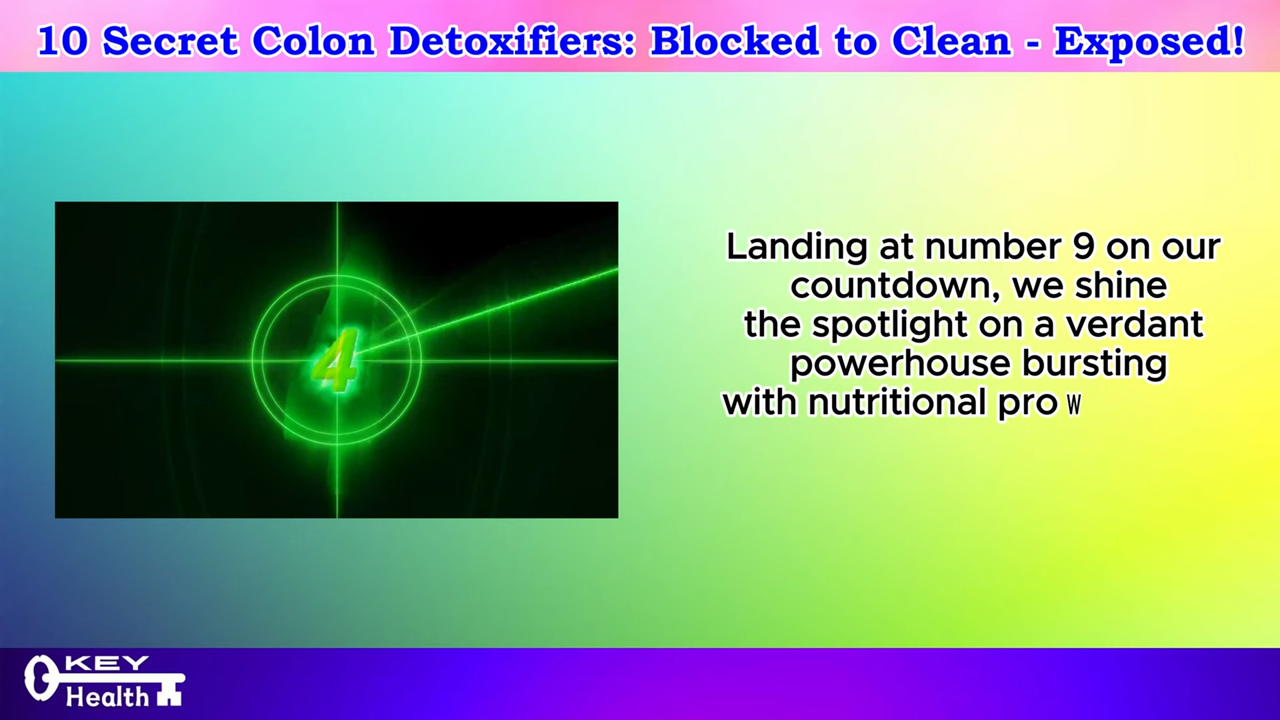 10 Secret Colon Detoxifiers: Blocked to Clean - Exposed!
4
Landing at number 9 on our
countdown, we shine
the spotlight on a verdant
powerhouse bursting
with nutritional pro w
KEY
Health